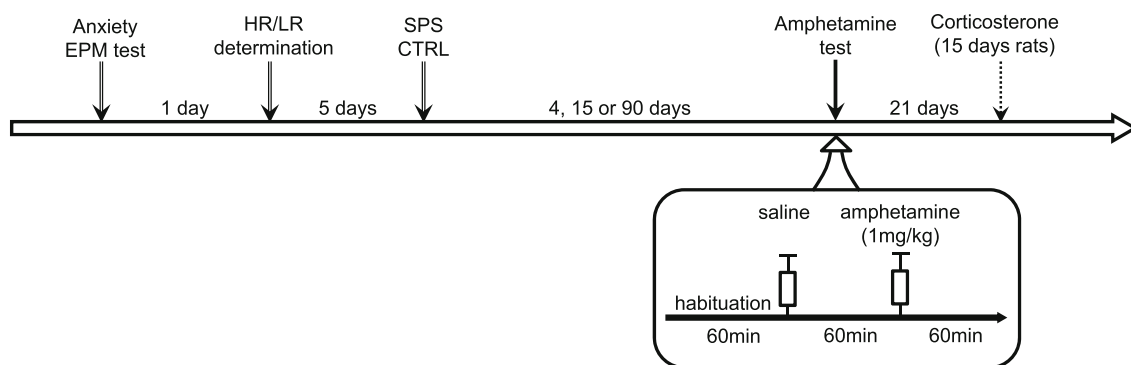 Anxiety
EPM test
HR/LR
determination
SPS
CTRL
Amphetamine
test
Corticosterone
(15 days rats)
1 day
5 days
4, 15 or 90 days
21 days
saline
amphetamine
(1mg/kg)
habituation
60min
60min
60min